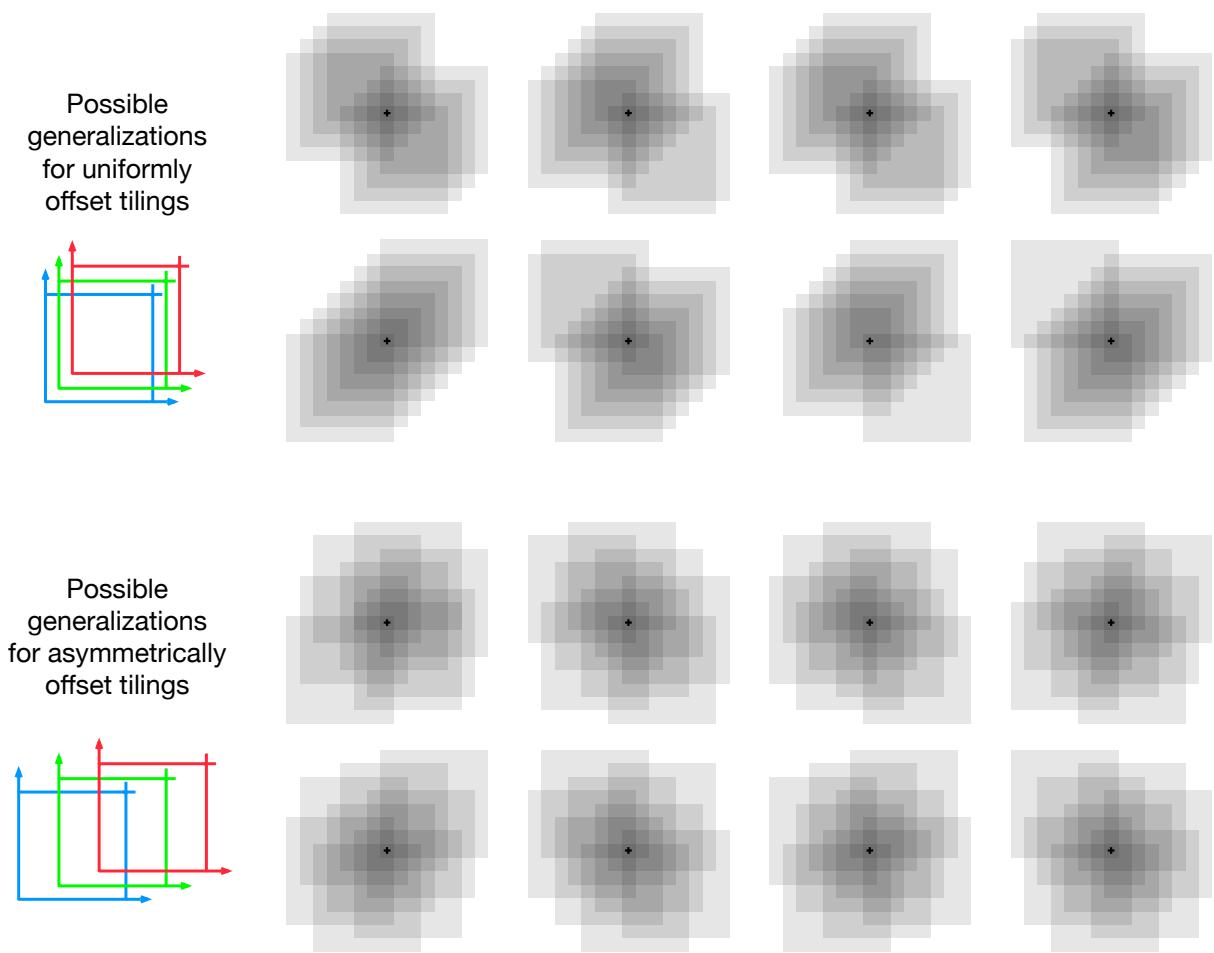 Possible
generalizations
for uniformly
offset tilings
Possible
generalizations
for asymmetrically
offset tilings